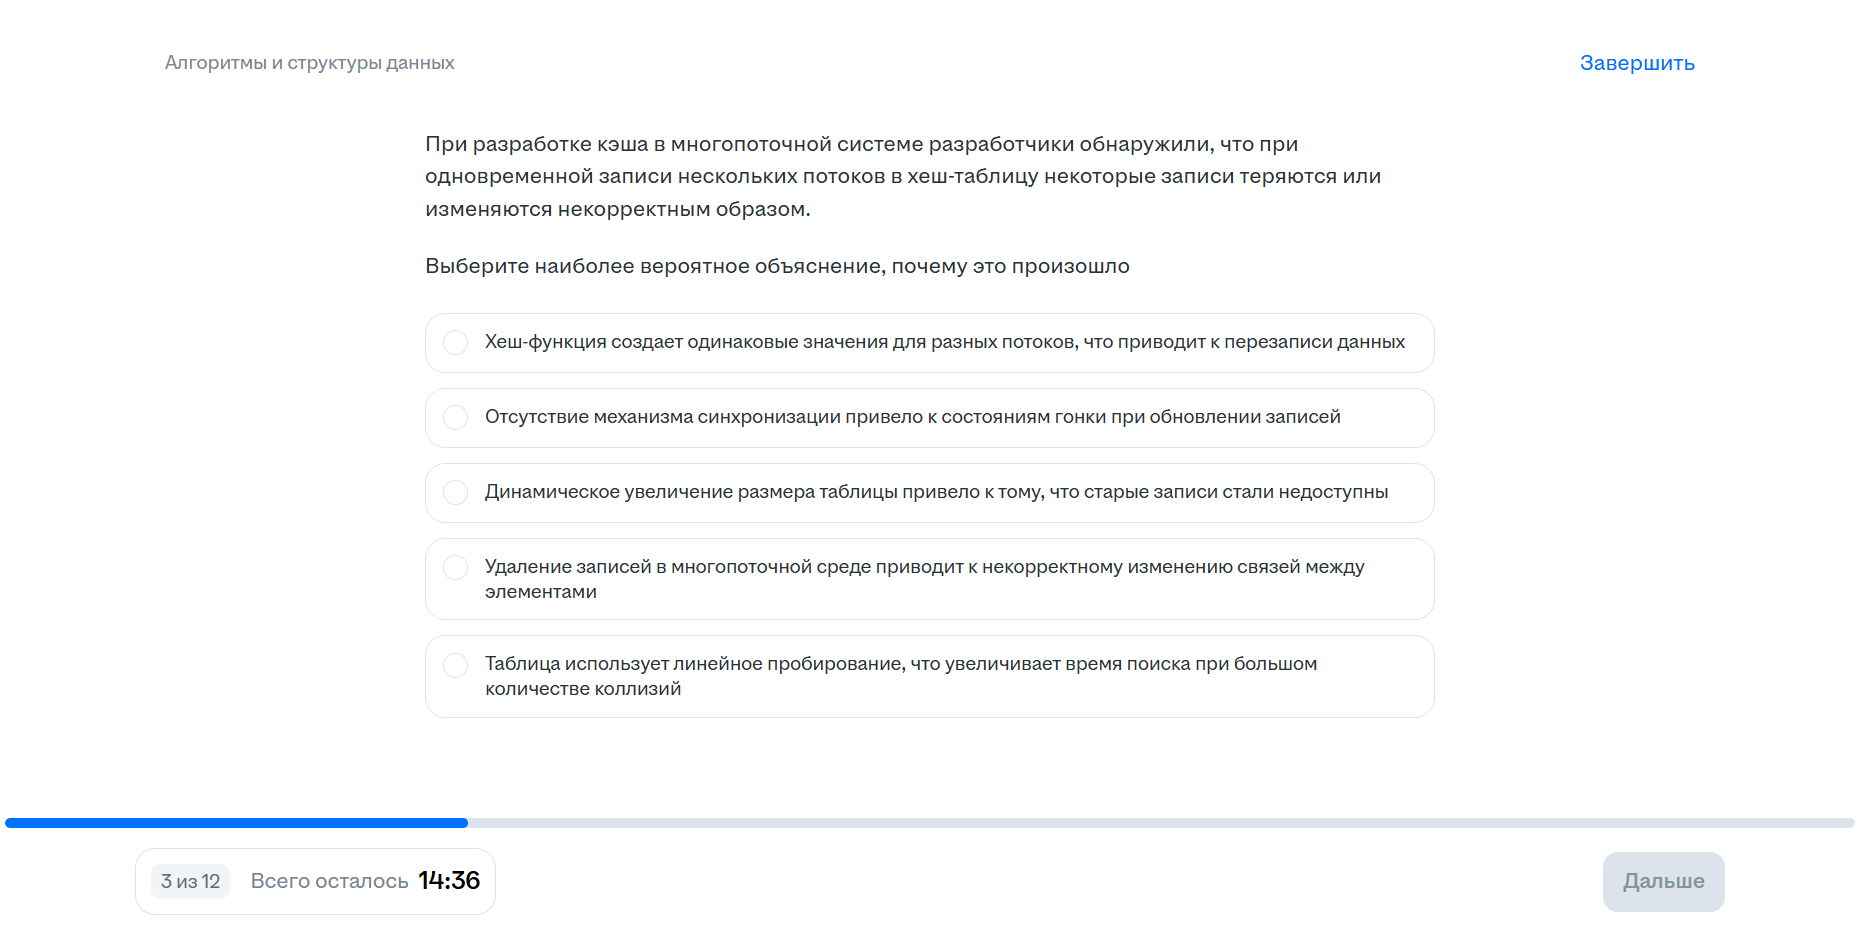 Алгоритмы и структуры данных
Завершить
При разработке кэша в многопоточной системе разработчики обнаружили, что при
одновременной записи нескольких потоков в хеш-таблицу некоторые записи теряются или
изменяются некорректным образом.
Выберите наиболее вероятное объяснение, почему это произошло
Хеш-функция создает одинаковые значения для разных потоков, что приводит к перезаписи данных
Отсутствие механизма синхронизации привело к состояниям гонки при обновлении записей
Динамическое увеличение размера таблицы привело к тому, что старые записи стали недоступны
Удаление записей в многопоточной среде приводит к некорректному изменению связей между
элементами
Таблица использует линейное пробирование, что увеличивает время поиска при большом
количестве коллизий
3 из 12 Всего осталось 14:36
Дальше